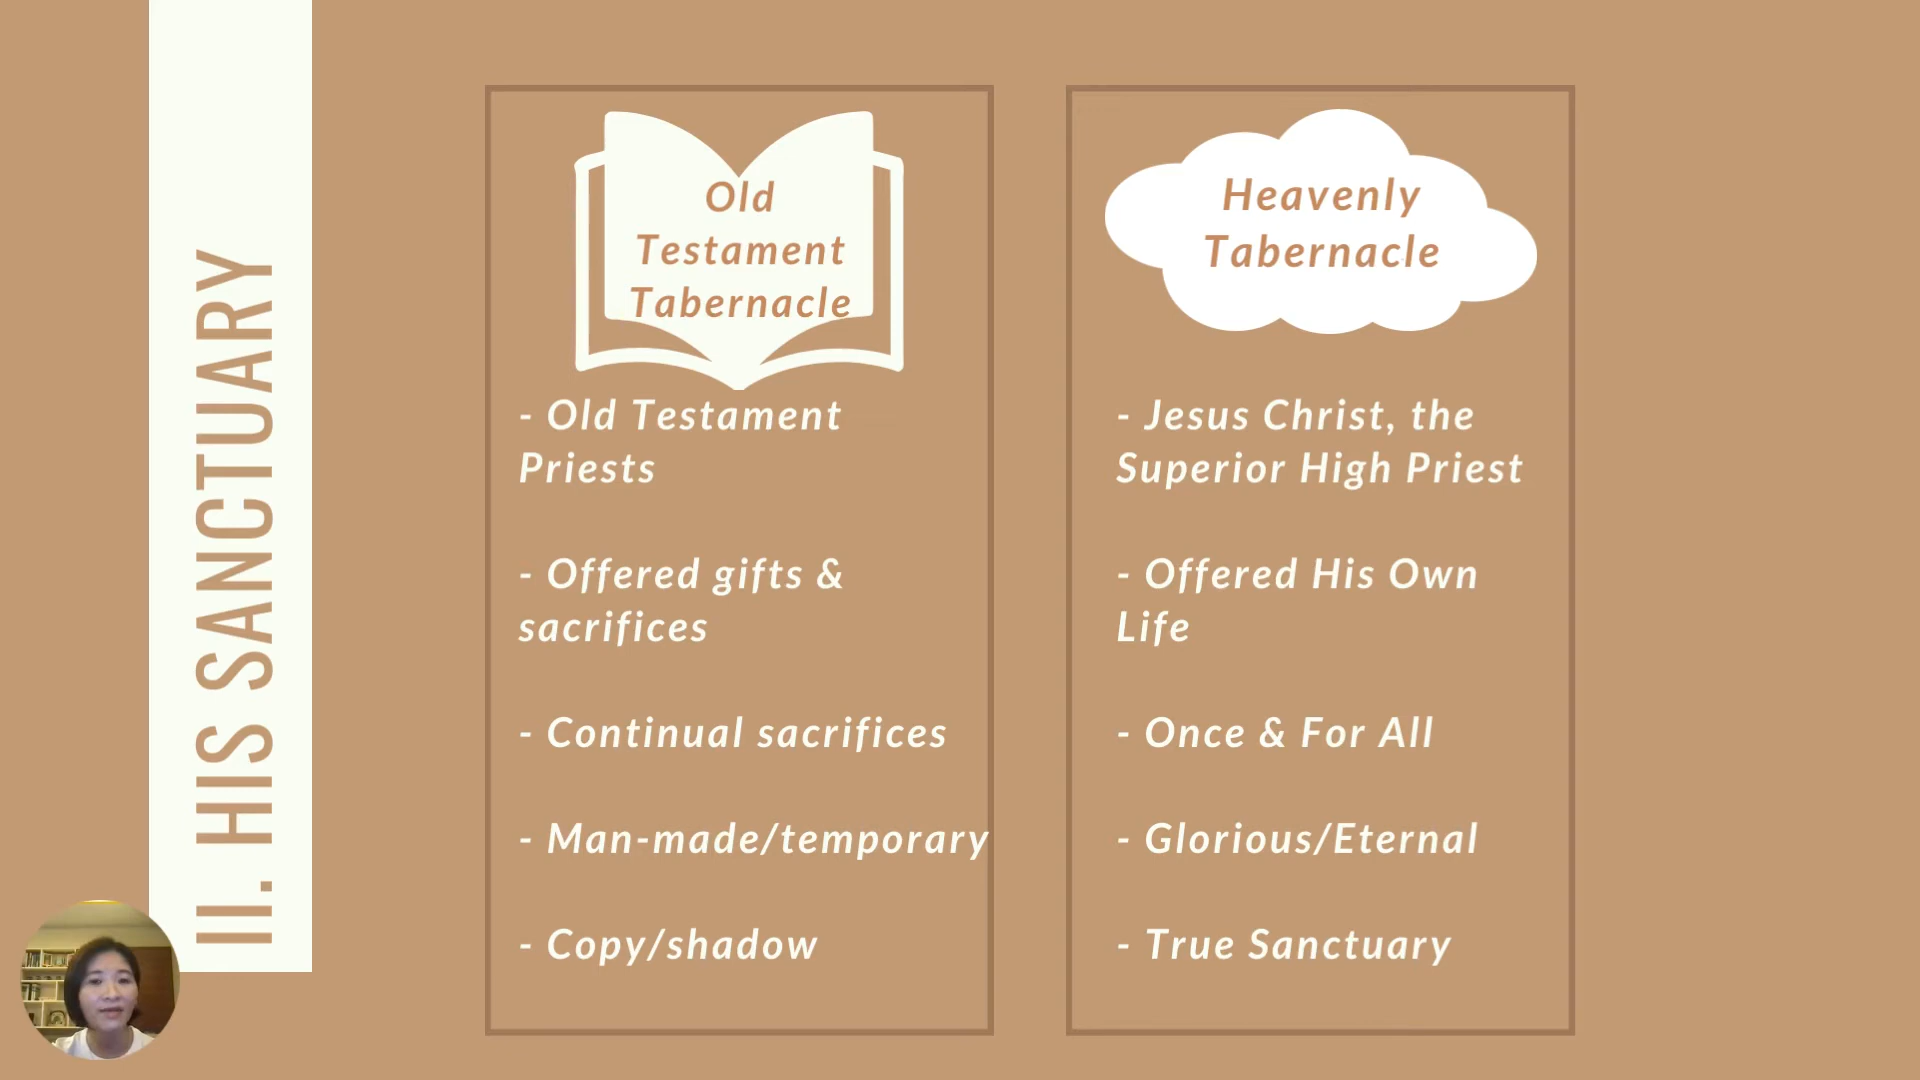 II. HIS SANCTUARY
Old
Testament
Tabernacle
- Old Testament
Priests
- Offered gifts &
sacrifices
- Continual sacrifices
- Man-made/temporary
- Copy/shadow
Heavenly
Tabernacle
- Jesus Christ, the
Superior High Priest
- Offered His Own
Life
- Once & For All
- Glorious/Eternal
- True Sanctuary